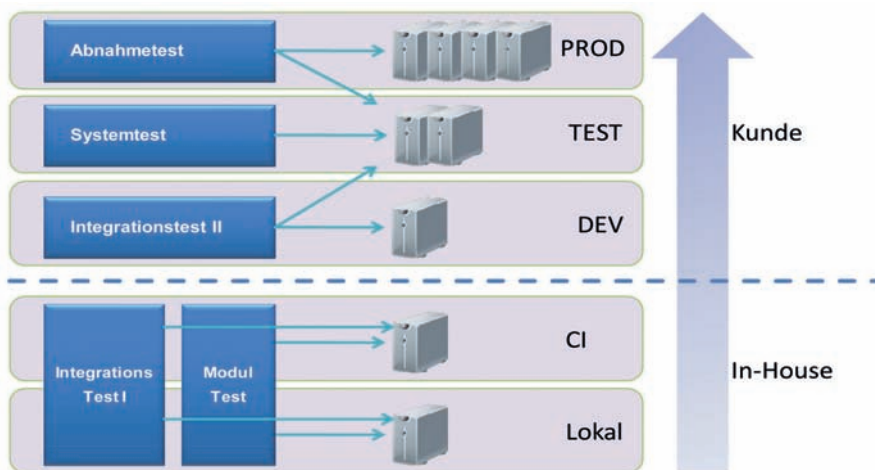 Abnahmetest
PROD
Systemtest
TEST
Kunde
Integrationstest II
DEV
Integrations
Test I
Modul
Test
CI
In-House
Lokal